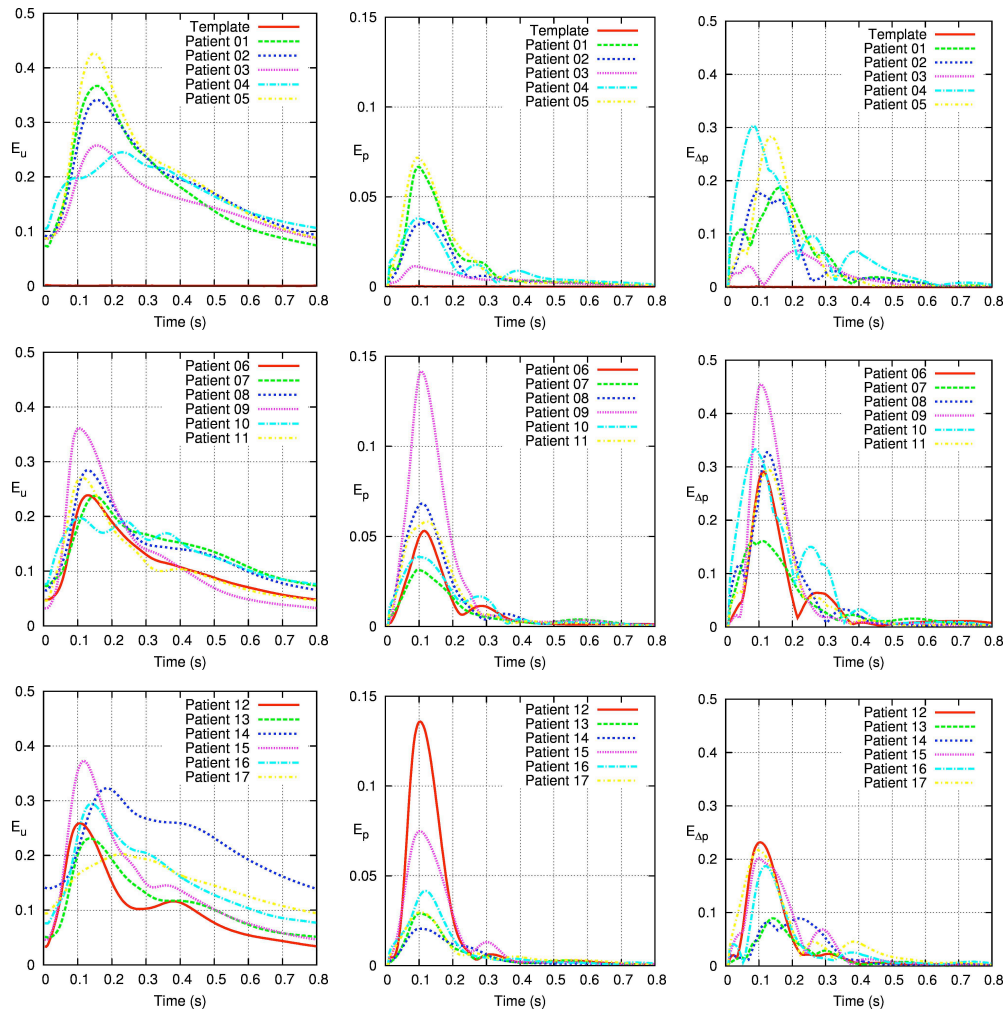 Template
Patient 01
Patient 02
Patient 03
Patient 04
Patient 05
0.5
0.4
0.3
0.2
0.1
0
E_u
0 0.1 0.2 0.3 0.4 0.5 0.6 0.7 0.8
Time (s)
Template
Patient 01
Patient 02
Patient 03
Patient 04
Patient 05
0.15
0.1
0.05
0
E_p
0 0.1 0.2 0.3 0.4 0.5 0.6 0.7 0.8
Time (s)
Template
Patient 01
Patient 02
Patient 03
Patient 04
Patient 05
0.5
0.4
0.3
0.2
0.1
0
E_Δp
0 0.1 0.2 0.3 0.4 0.5 0.6 0.7 0.8
Time (s)
Patient 06
Patient 07
Patient 08
Patient 09
Patient 10
Patient 11
0.5
0.4
0.3
0.2
0.1
0
E_u
0 0.1 0.2 0.3 0.4 0.5 0.6 0.7 0.8
Time (s)
Patient 06
Patient 07
Patient 08
Patient 09
Patient 10
Patient 11
0.15
0.1
0.05
0
E_p
0 0.1 0.2 0.3 0.4 0.5 0.6 0.7 0.8
Time (s)
Patient 06
Patient 07
Patient 08
Patient 09
Patient 10
Patient 11
0.5
0.4
0.3
0.2
0.1
0
E_Δp
0 0.1 0.2 0.3 0.4 0.5 0.6 0.7 0.8
Time (s)
Patient 12
Patient 13
Patient 14
Patient 15
Patient 16
Patient 17
0.5
0.4
0.3
0.2
0.1
0
E_u
0 0.1 0.2 0.3 0.4 0.5 0.6 0.7 0.8
Time (s)
Patient 12
Patient 13
Patient 14
Patient 15
Patient 16
Patient 17
0.15
0.1
0.05
0
E_p
0 0.1 0.2 0.3 0.4 0.5 0.6 0.7 0.8
Time (s)
Patient 12
Patient 13
Patient 14
Patient 15
Patient 16
Patient 17
0.5
0.4
0.3
0.2
0.1
0
E_Δp
0 0.1 0.2 0.3 0.4 0.5 0.6 0.7 0.8
Time (s)